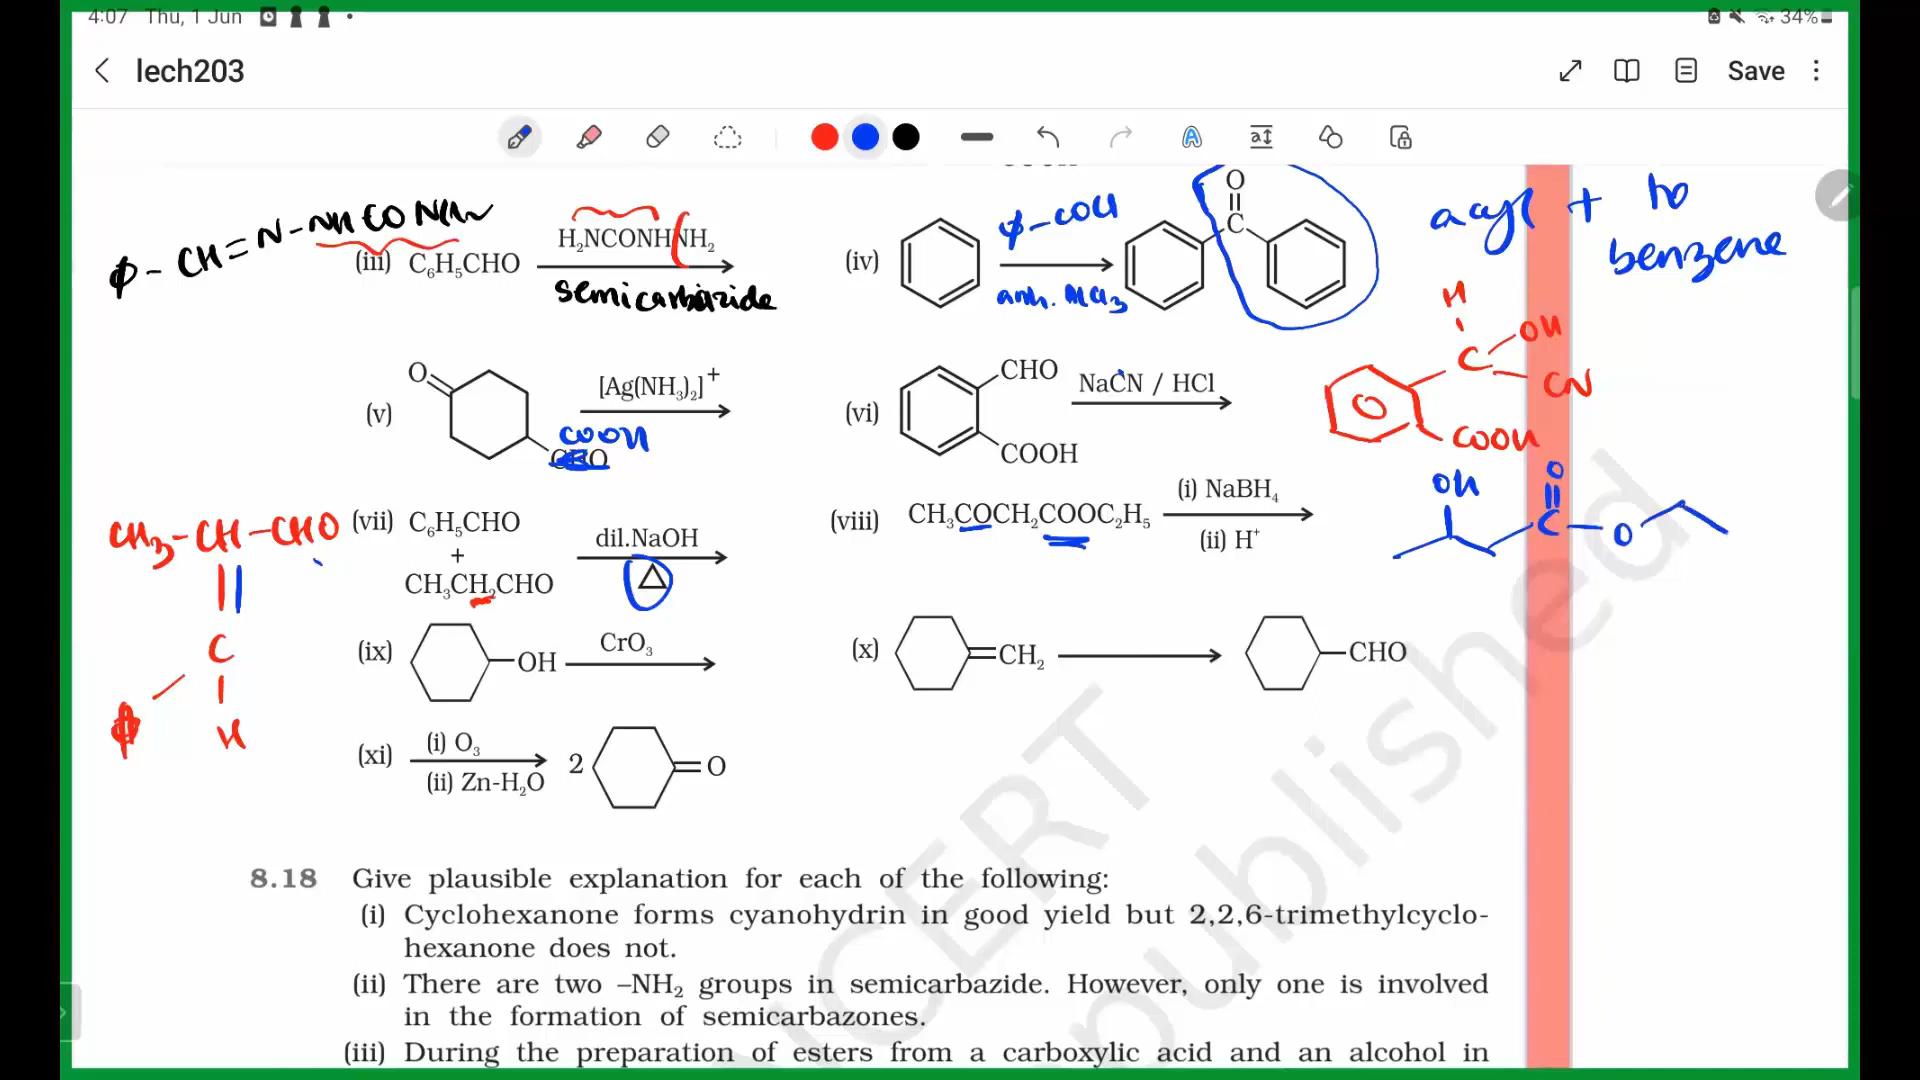 4:07 Thu, 1 Jun
34%
lech203
Save
φ - CH = N - NH CO NH₂
(iii) C₆H₅CHO
H₂NCONHNH₂
semicarbazide
(iv)
φ-COCl
anh. AlCl₃
O
C
acyl + to
benzene
(v)
O
[Ag(NH₃)₂]⁺
COOH
CHO
(vi)
CHO
COOH
NaCN / HCl
H
C
OH
CN
COOH
CH₃-CH-CHO
C
φ
H
(vii) C₆H₅CHO
+
CH₃CH₂CHO
dil.NaOH
△
(viii) CH₃COCH₂COOC₂H₅
(i) NaBH₄
(ii) H⁺
OH
O
C
O
(ix)
OH
CrO₃
(x)
=CH₂
CHO
(xi)
(i) O₃
(ii) Zn-H₂O
2
=O
8.18 Give plausible explanation for each of the following:
(i) Cyclohexanone forms cyanohydrin in good yield but 2,2,6-trimethylcyclo-
hexanone does not.
(ii) There are two –NH₂ groups in semicarbazide. However, only one is involved
in the formation of semicarbazones.
(iii) During the preparation of esters from a carboxylic acid and an alcohol in
NCERT
published